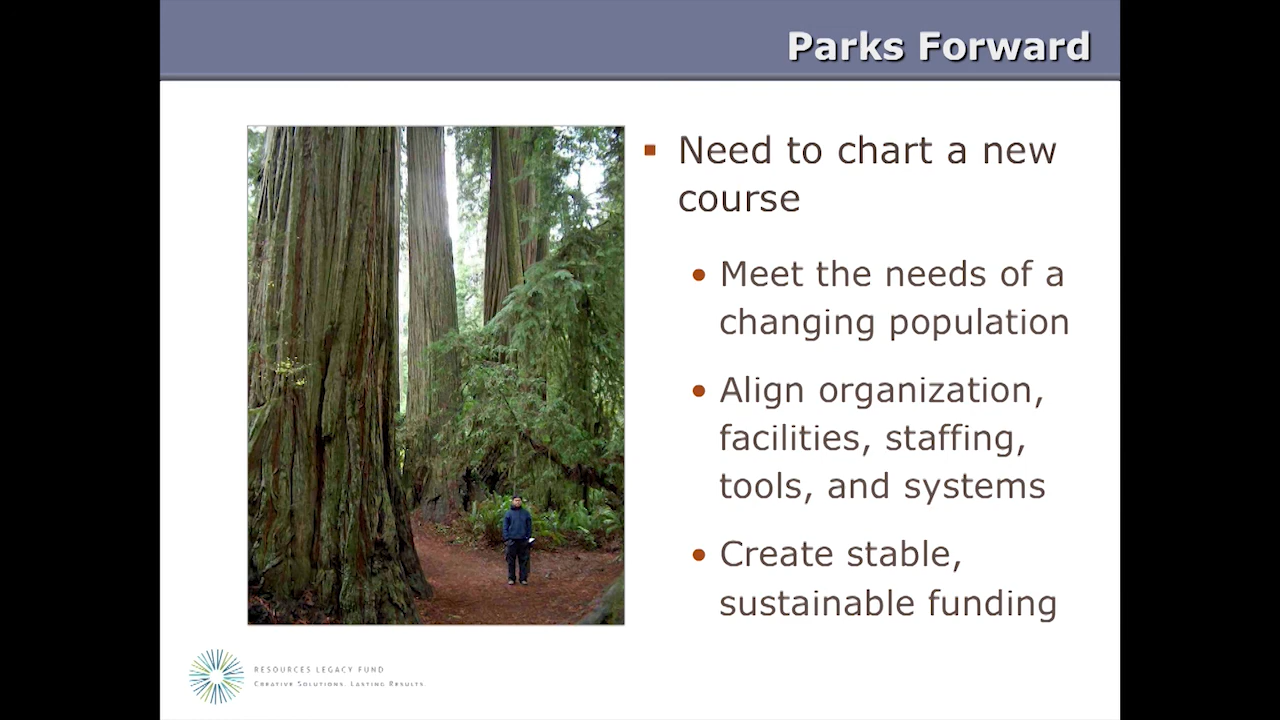 Parks Forward
▪ Need to chart a new
course
• Meet the needs of a
changing population
• Align organization,
facilities, staffing,
tools, and systems
• Create stable,
sustainable funding
RESOURCES LEGACY FUND
CREATIVE SOLUTIONS. LASTING RESULTS.